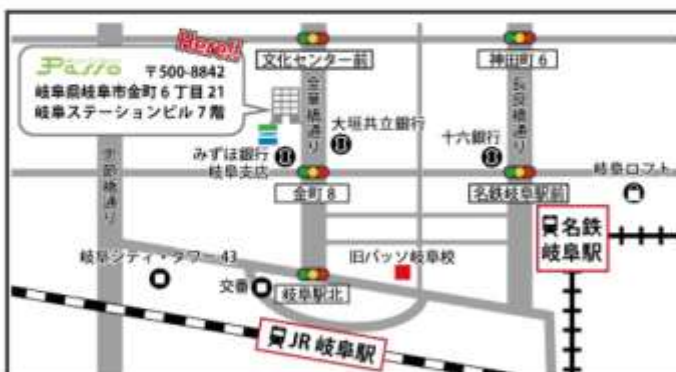 Here!!
Passo
〒500-8842
岐阜県岐阜市金町6丁目21
岐阜ステーションビル7階
文化センター前
神田町6
金華橋通り
長良橋通り
大垣共立銀行
十六銀行
みずほ銀行
岐阜支店
岐阜ロフト
金町8
名鉄岐阜駅前
名鉄
岐阜駅
岐阜シティ・タワー43
旧パッソ岐阜校
交番
岐阜駅北
JR岐阜駅